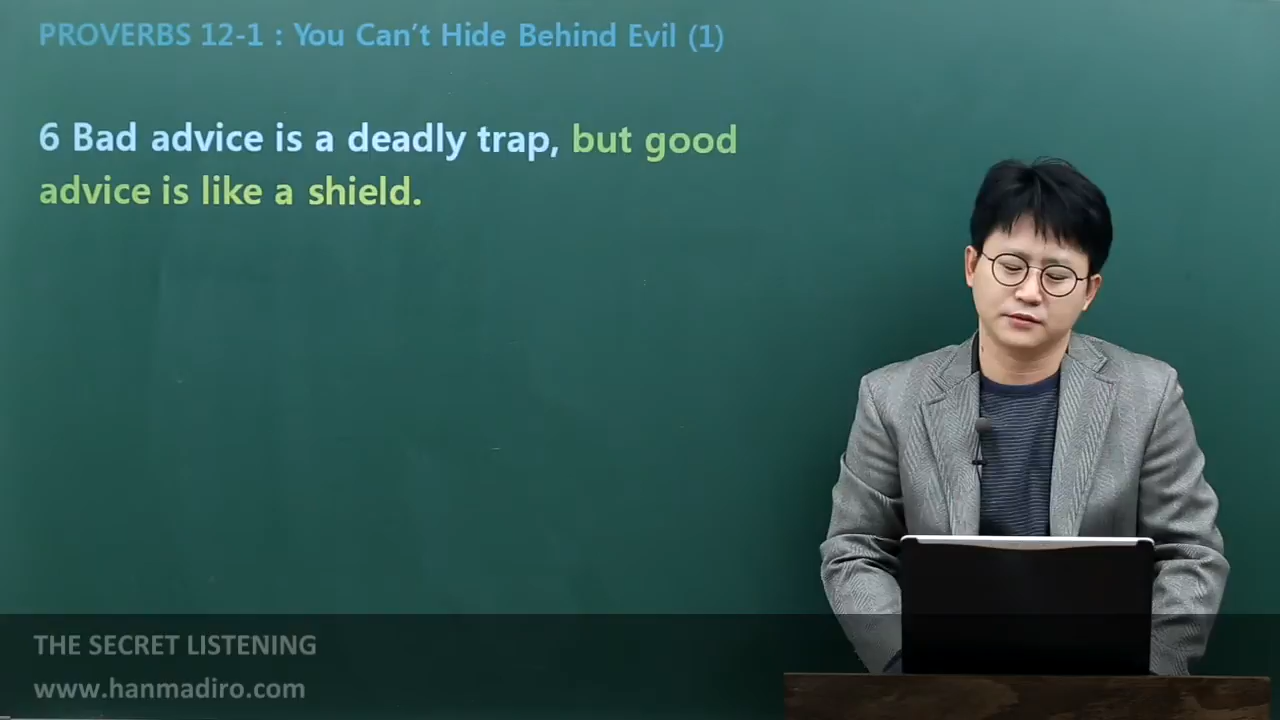 PROVERBS 12-1 : You Can't Hide Behind Evil (1)
6 Bad advice is a deadly trap, but good
advice is like a shield.
THE SECRET LISTENING
www.hanmadiro.com